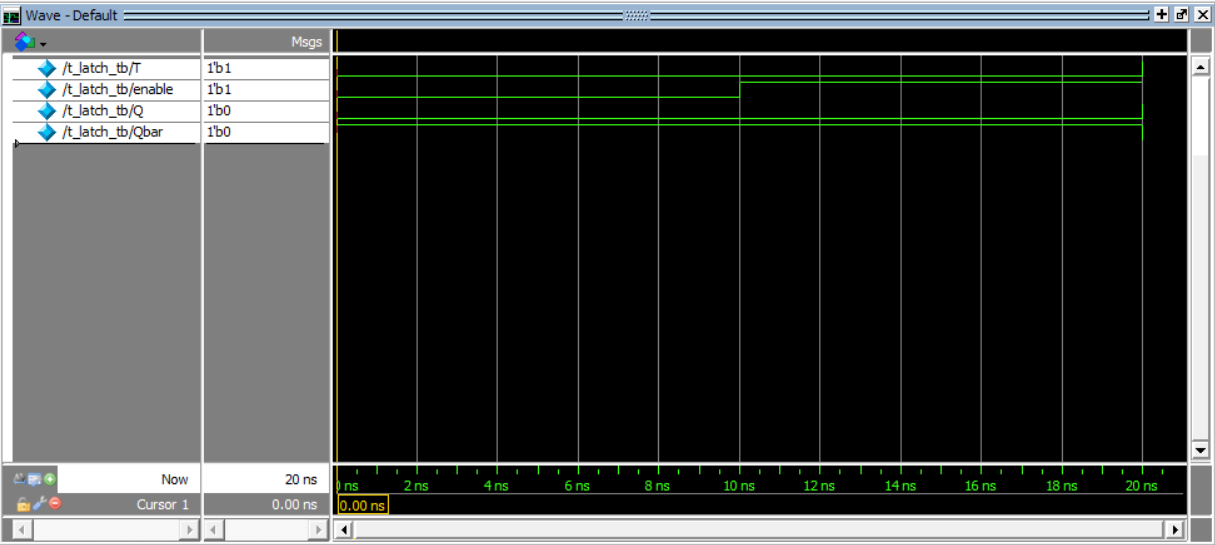 Wave - Default
Msgs
/t_latch_tb/T 1'b1
/t_latch_tb/enable 1'b1
/t_latch_tb/Q 1'b0
/t_latch_tb/Qbar 1'b0
Now 20 ns
0 ns 2 ns 4 ns 6 ns 8 ns 10 ns 12 ns 14 ns 16 ns 18 ns 20 ns
Cursor 1 0.00 ns 0.00 ns